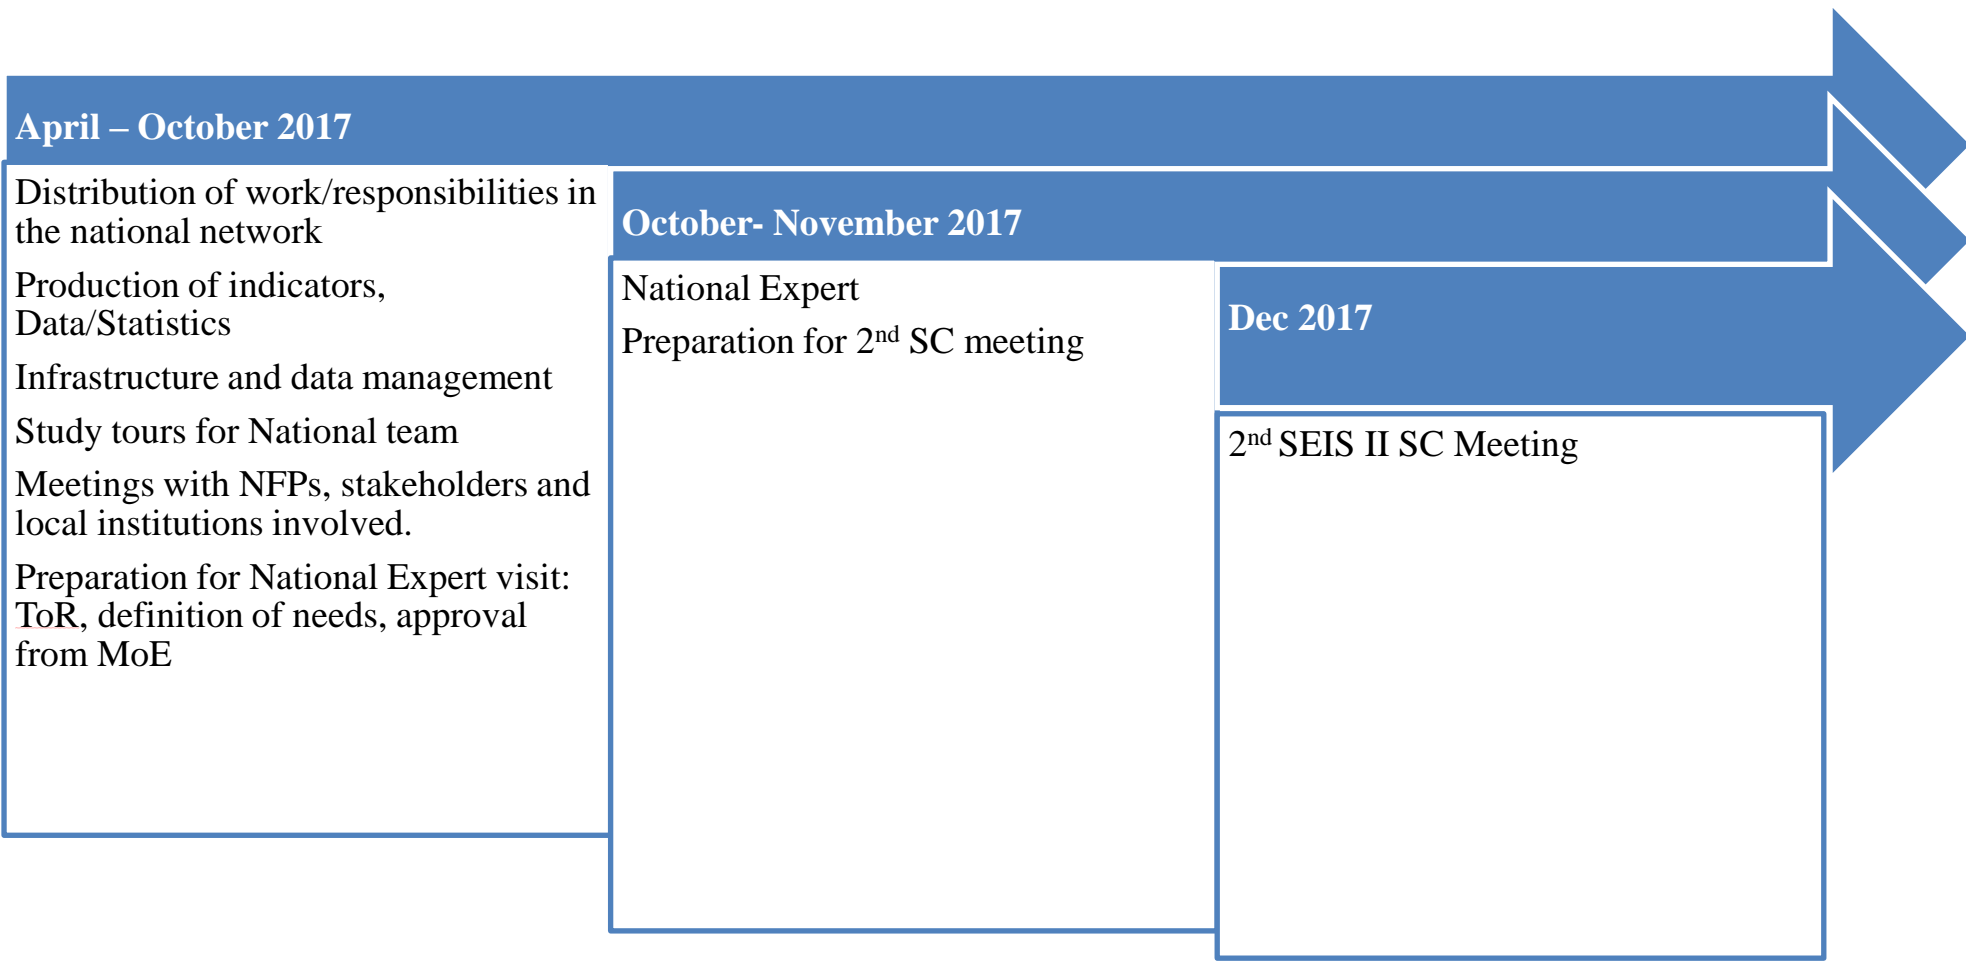 April – October 2017
Distribution of work/responsibilities in
the national network
Production of indicators,
Data/Statistics
Infrastructure and data management
Study tours for National team
Meetings with NFPs, stakeholders and
local institutions involved.
Preparation for National Expert visit:
ToR, definition of needs, approval
from MoE
October- November 2017
National Expert
Preparation for 2nd SC meeting
Dec 2017
2nd SEIS II SC Meeting